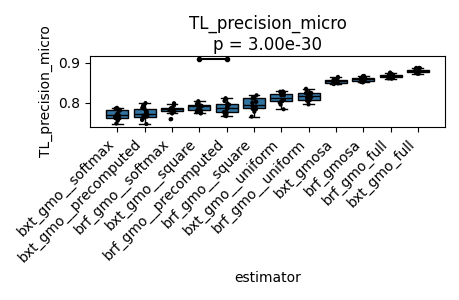 TL_precision_micro
p = 3.00e-30
TL_precision_micro
0.9
0.8
bxt_gmo__softmax
bxt_gmo__precomputed
brf_gmo__softmax
bxt_gmo__square
brf_gmo__precomputed
brf_gmo__square
bxt_gmo__uniform
brf_gmo__uniform
bxt_gmosa
brf_gmosa
brf_gmo_full
bxt_gmo_full
estimator